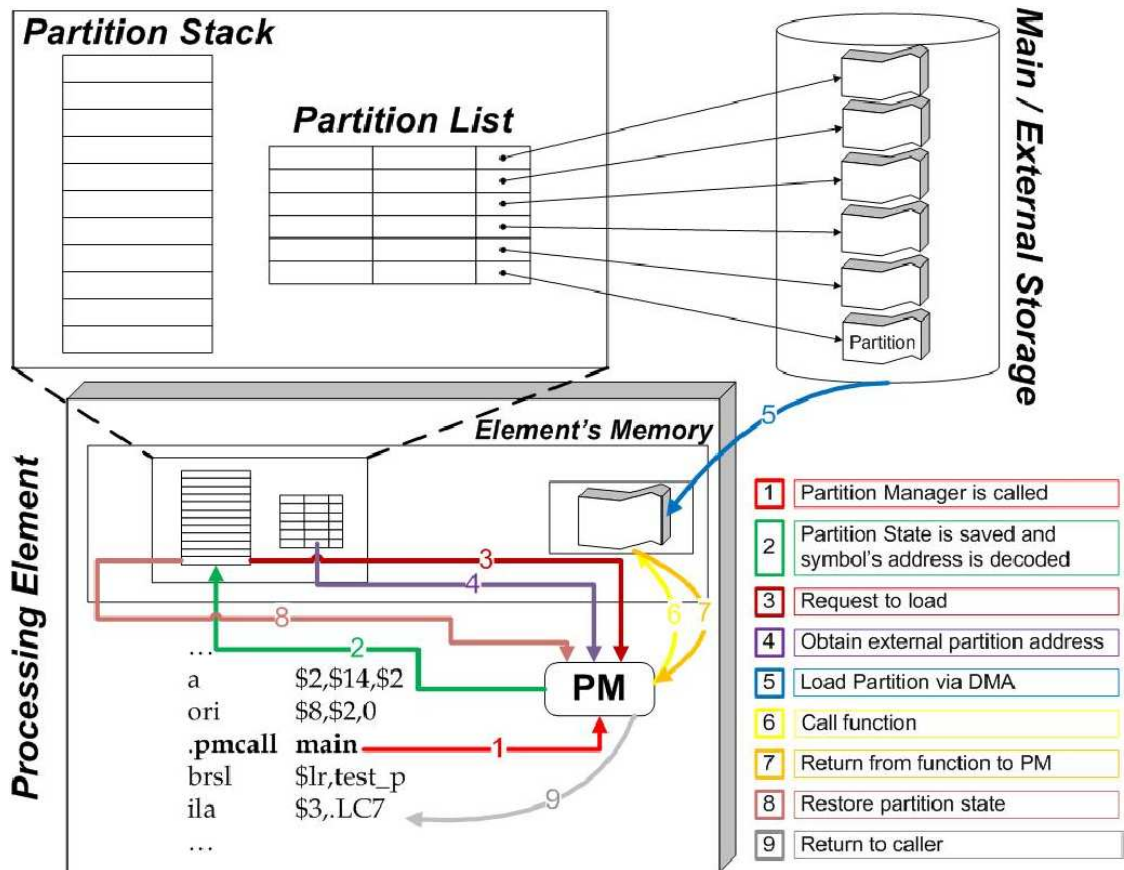 Partition Stack
Partition List
Main / External Storage
Partition
Processing Element
Element's Memory
5
3
4
6
7
8
2
...
a $2,$14,$2
ori $8,$2,0
.pmcall main
brsl $lr,test_p
ila $3,.LC7
...
PM
1
9
1 Partition Manager is called
2 Partition State is saved and
symbol's address is decoded
3 Request to load
4 Obtain external partition address
5 Load Partition via DMA
6 Call function
7 Return from function to PM
8 Restore partition state
9 Return to caller